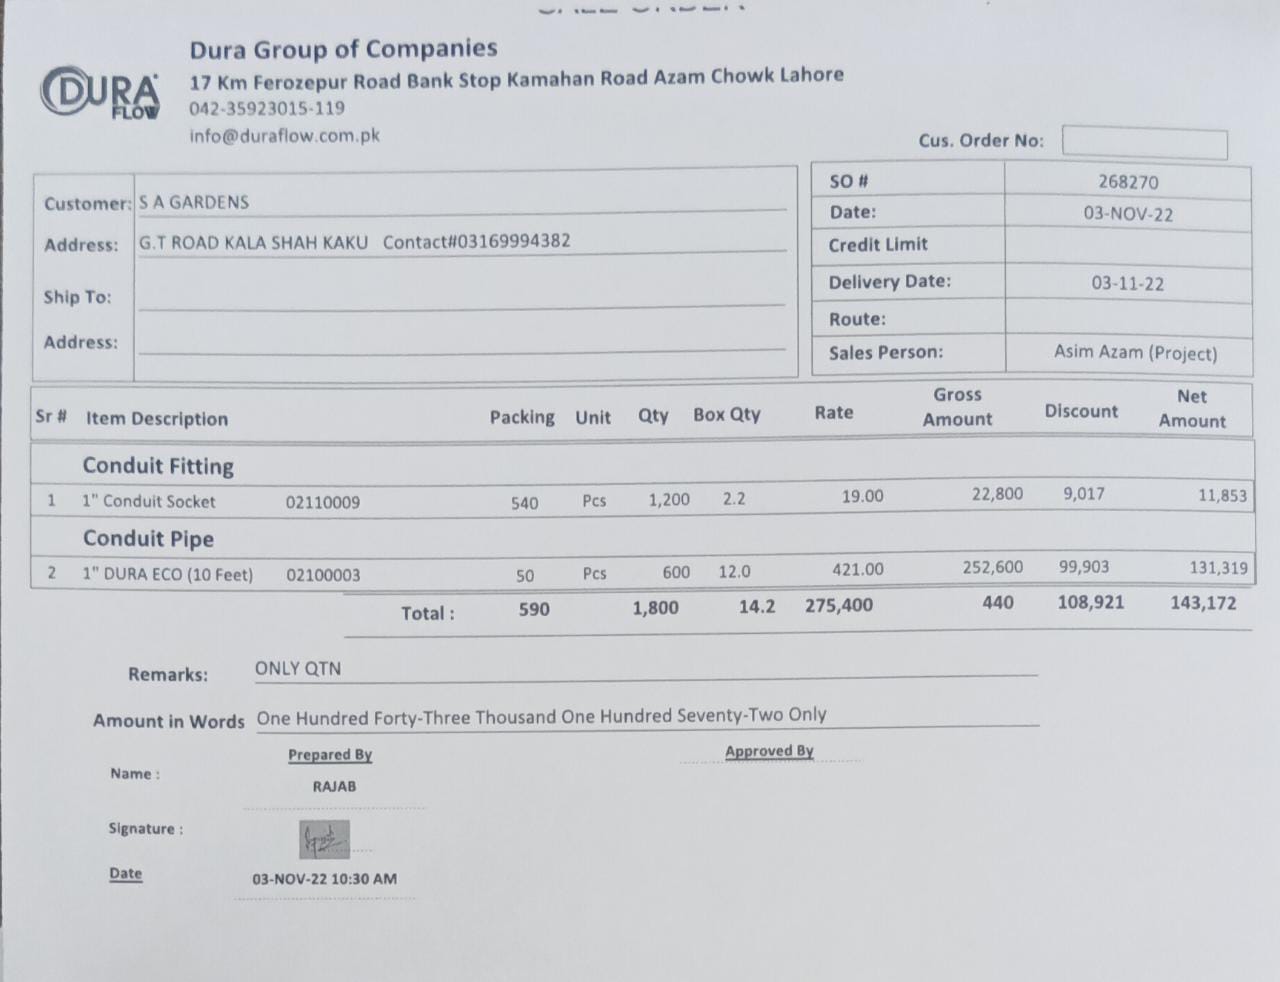 DURA FLOW
Dura Group of Companies
17 Km Ferozepur Road Bank Stop Kamahan Road Azam Chowk Lahore
042-35923015-119
info@duraflow.com.pk
Cus. Order No:
Customer: S A GARDENS
Address: G.T ROAD KALA SHAH KAKU Contact#03169994382
Ship To:
Address:
SO # 268270
Date: 03-NOV-22
Credit Limit
Delivery Date: 03-11-22
Route:
Sales Person: Asim Azam (Project)
Sr # Item Description Packing Unit Qty Box Qty Rate Gross Amount Discount Net Amount
Conduit Fitting
1 1" Conduit Socket 02110009 540 Pcs 1,200 2.2 19.00 22,800 9,017 11,853
Conduit Pipe
2 1" DURA ECO (10 Feet) 02100003 50 Pcs 600 12.0 421.00 252,600 99,903 131,319
Total : 590 1,800 14.2 275,400 440 108,921 143,172
Remarks: ONLY QTN
Amount in Words One Hundred Forty-Three Thousand One Hundred Seventy-Two Only
Prepared By Approved By
Name : RAJAB
Signature :
Date 03-NOV-22 10:30 AM